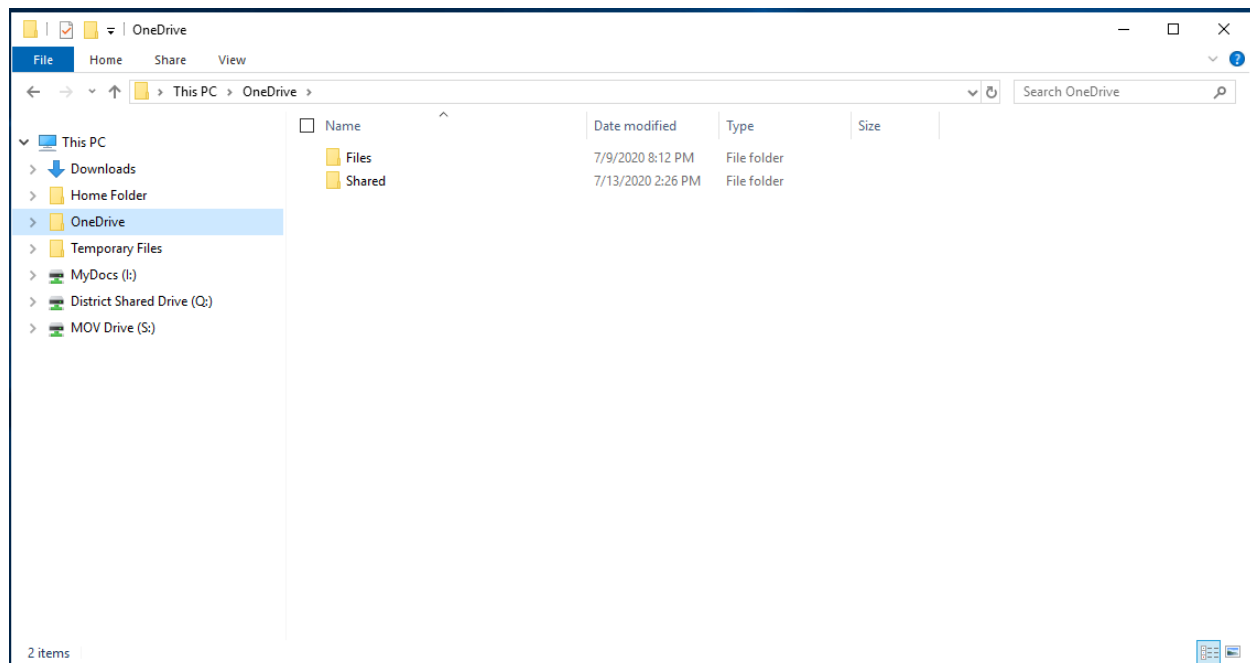 OneDrive
File Home Share View
This PC OneDrive Search OneDrive
Name Date modified Type Size
This PC
Downloads
Home Folder
OneDrive
Temporary Files
MyDocs (I:)
District Shared Drive (Q:)
MOV Drive (S:)
Files 7/9/2020 8:12 PM File folder
Shared 7/13/2020 2:26 PM File folder
2 items